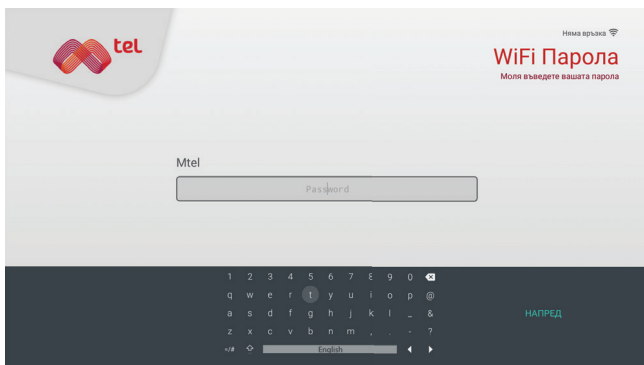 tel
Няма връзка
WiFi Парола
Моля въведете вашата парола
Mtel
Password
1 2 3 4 5 6 7 8 9 0
q w e r t y u i o p @
a s d f g h j k l _ &
z x c v b n m , . - ?
=/# English
НАПРЕД